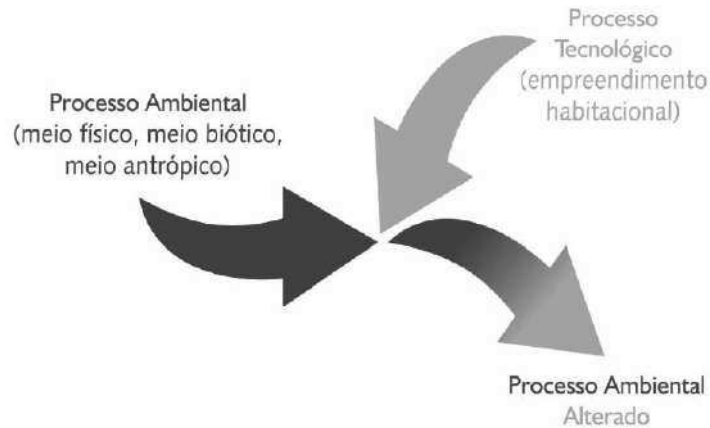 Processo
Tecnológico
(empreendimento
habitacional)
Processo Ambiental
(meio físico, meio biótico,
meio antrópico)
Processo Ambiental
Alterado